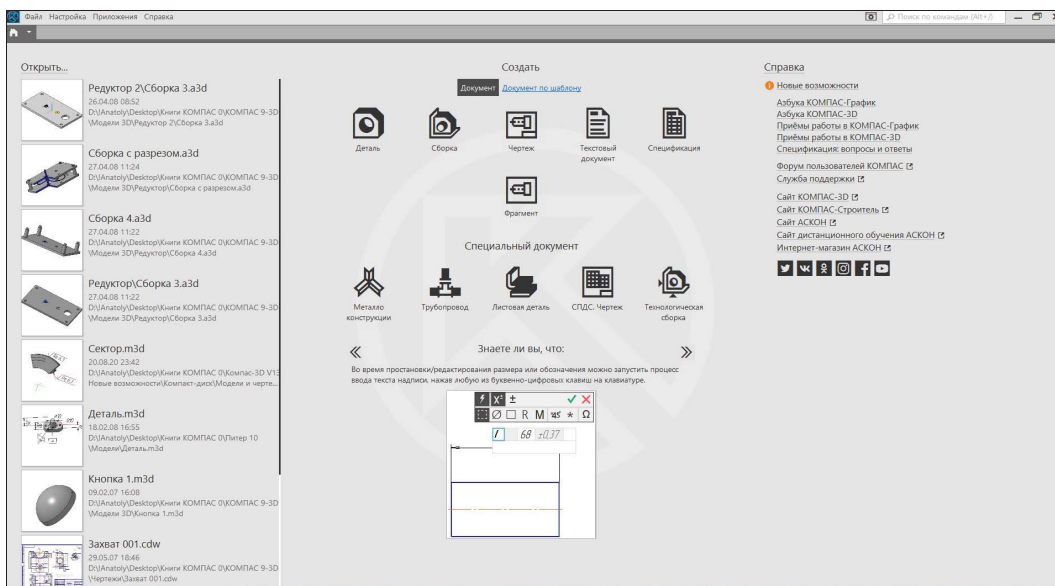 Файл Настройка Приложения Справка
Поиск по командам (Alt+/)
Открыть...
Редуктор 2\Сборка 3.a3d
26.04.08 08:52
D:\!Anatoly\Desktop\Книги КОМПАС 0\КОМПАС 9-3D
\Модели 3D\Редуктор 2\Сборка 3.a3d
Сборка с разрезом.a3d
27.04.08 11:24
D:\!Anatoly\Desktop\Книги КОМПАС 0\КОМПАС 9-3D
\Модели 3D\Редуктор\Сборка с разрезом.a3d
Сборка 4.a3d
27.04.08 11:22
D:\!Anatoly\Desktop\Книги КОМПАС 0\КОМПАС 9-3D
\Модели 3D\Редуктор\Сборка 4.a3d
Редуктор\Сборка 3.a3d
27.04.08 11:22
D:\!Anatoly\Desktop\Книги КОМПАС 0\КОМПАС 9-3D
\Модели 3D\Редуктор\Сборка 3.a3d
Сектор.m3d
20.08.20 23:42
D:\!Anatoly\Desktop\Книги КОМПАС 0\Компас-3D V13
Новые возможности\Компакт-диск\Модели и черте...
Деталь.m3d
18.02.08 16:55
D:\!Anatoly\Desktop\Книги КОМПАС 0\Питер 10
\Модели\Деталь.m3d
Кнопка 1.m3d
09.02.07 16:08
D:\!Anatoly\Desktop\Книги КОМПАС 0\КОМПАС 9-3D
\Модели 3D\Кнопка 1.m3d
Захват 001.cdw
29.05.07 18:46
D:\!Anatoly\Desktop\Книги КОМПАС 0\КОМПАС 9-3D
\Чертежи\Захват 001.cdw
Создать
Документ Документ по шаблону
Деталь Сборка Чертеж Текстовый документ Спецификация
Фрагмент
Специальный документ
Металло конструкции Трубопровод Листовая деталь СПДС. Чертеж Технологическая сборка
Знаете ли вы, что:
Во время простановки/редактирования размера или обозначения можно запустить процесс
ввода текста надписи, нажав любую из буквенно-цифровых клавиш на клавиатуре.
X± ±
Ø □ R M x45° * Ω
68 ±0,37
Справка
Новые возможности
Азбука КОМПАС-График
Азбука КОМПАС-3D
Приёмы работы в КОМПАС-График
Приёмы работы в КОМПАС-3D
Спецификация: вопросы и ответы
Форум пользователей КОМПАС
Служба поддержки
Сайт КОМПАС-3D
Сайт КОМПАС-Строитель
Сайт АСКОН
Сайт дистанционного обучения АСКОН
Интернет-магазин АСКОН